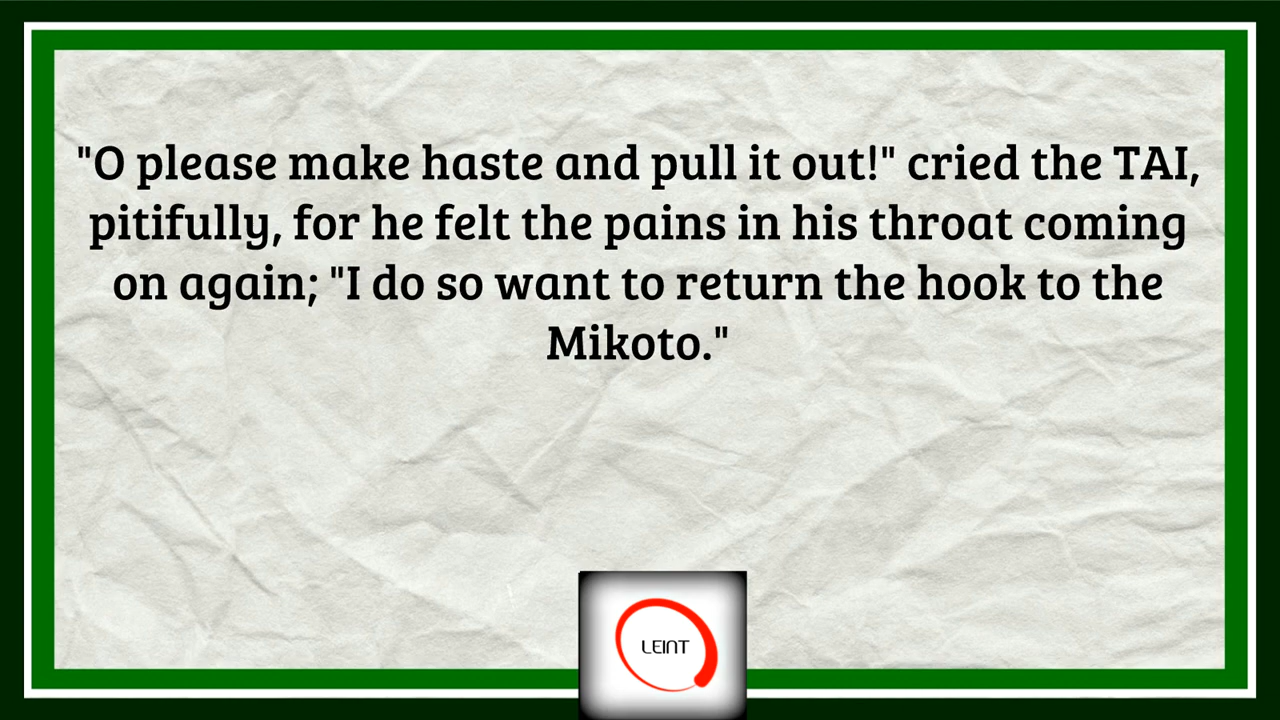 "O please make haste and pull it out!" cried the TAI,
pitifully, for he felt the pains in his throat coming
on again; "I do so want to return the hook to the
Mikoto."
LEINT